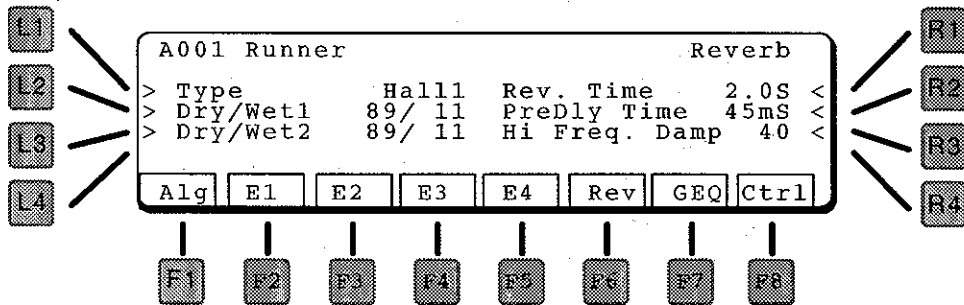 L1
L2
L3
L4
A001 Runner Reverb
> Type Hall1 Rev. Time 2.0S <
> Dry/Wet1 89/ 11 PreDly Time 45mS <
> Dry/Wet2 89/ 11 Hi Freq. Damp 40 <
Alg E1 E2 E3 E4 Rev GEQ Ctrl
R1
R2
R3
R4
F1 F2 F3 F4 F5 F6 F7 F8